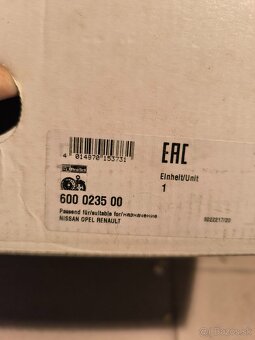 4 014870 153731
EAC
Einheit/Unit
1
600 0235 00
Passend für/suitable for/
NISSAN OPEL RENAULT